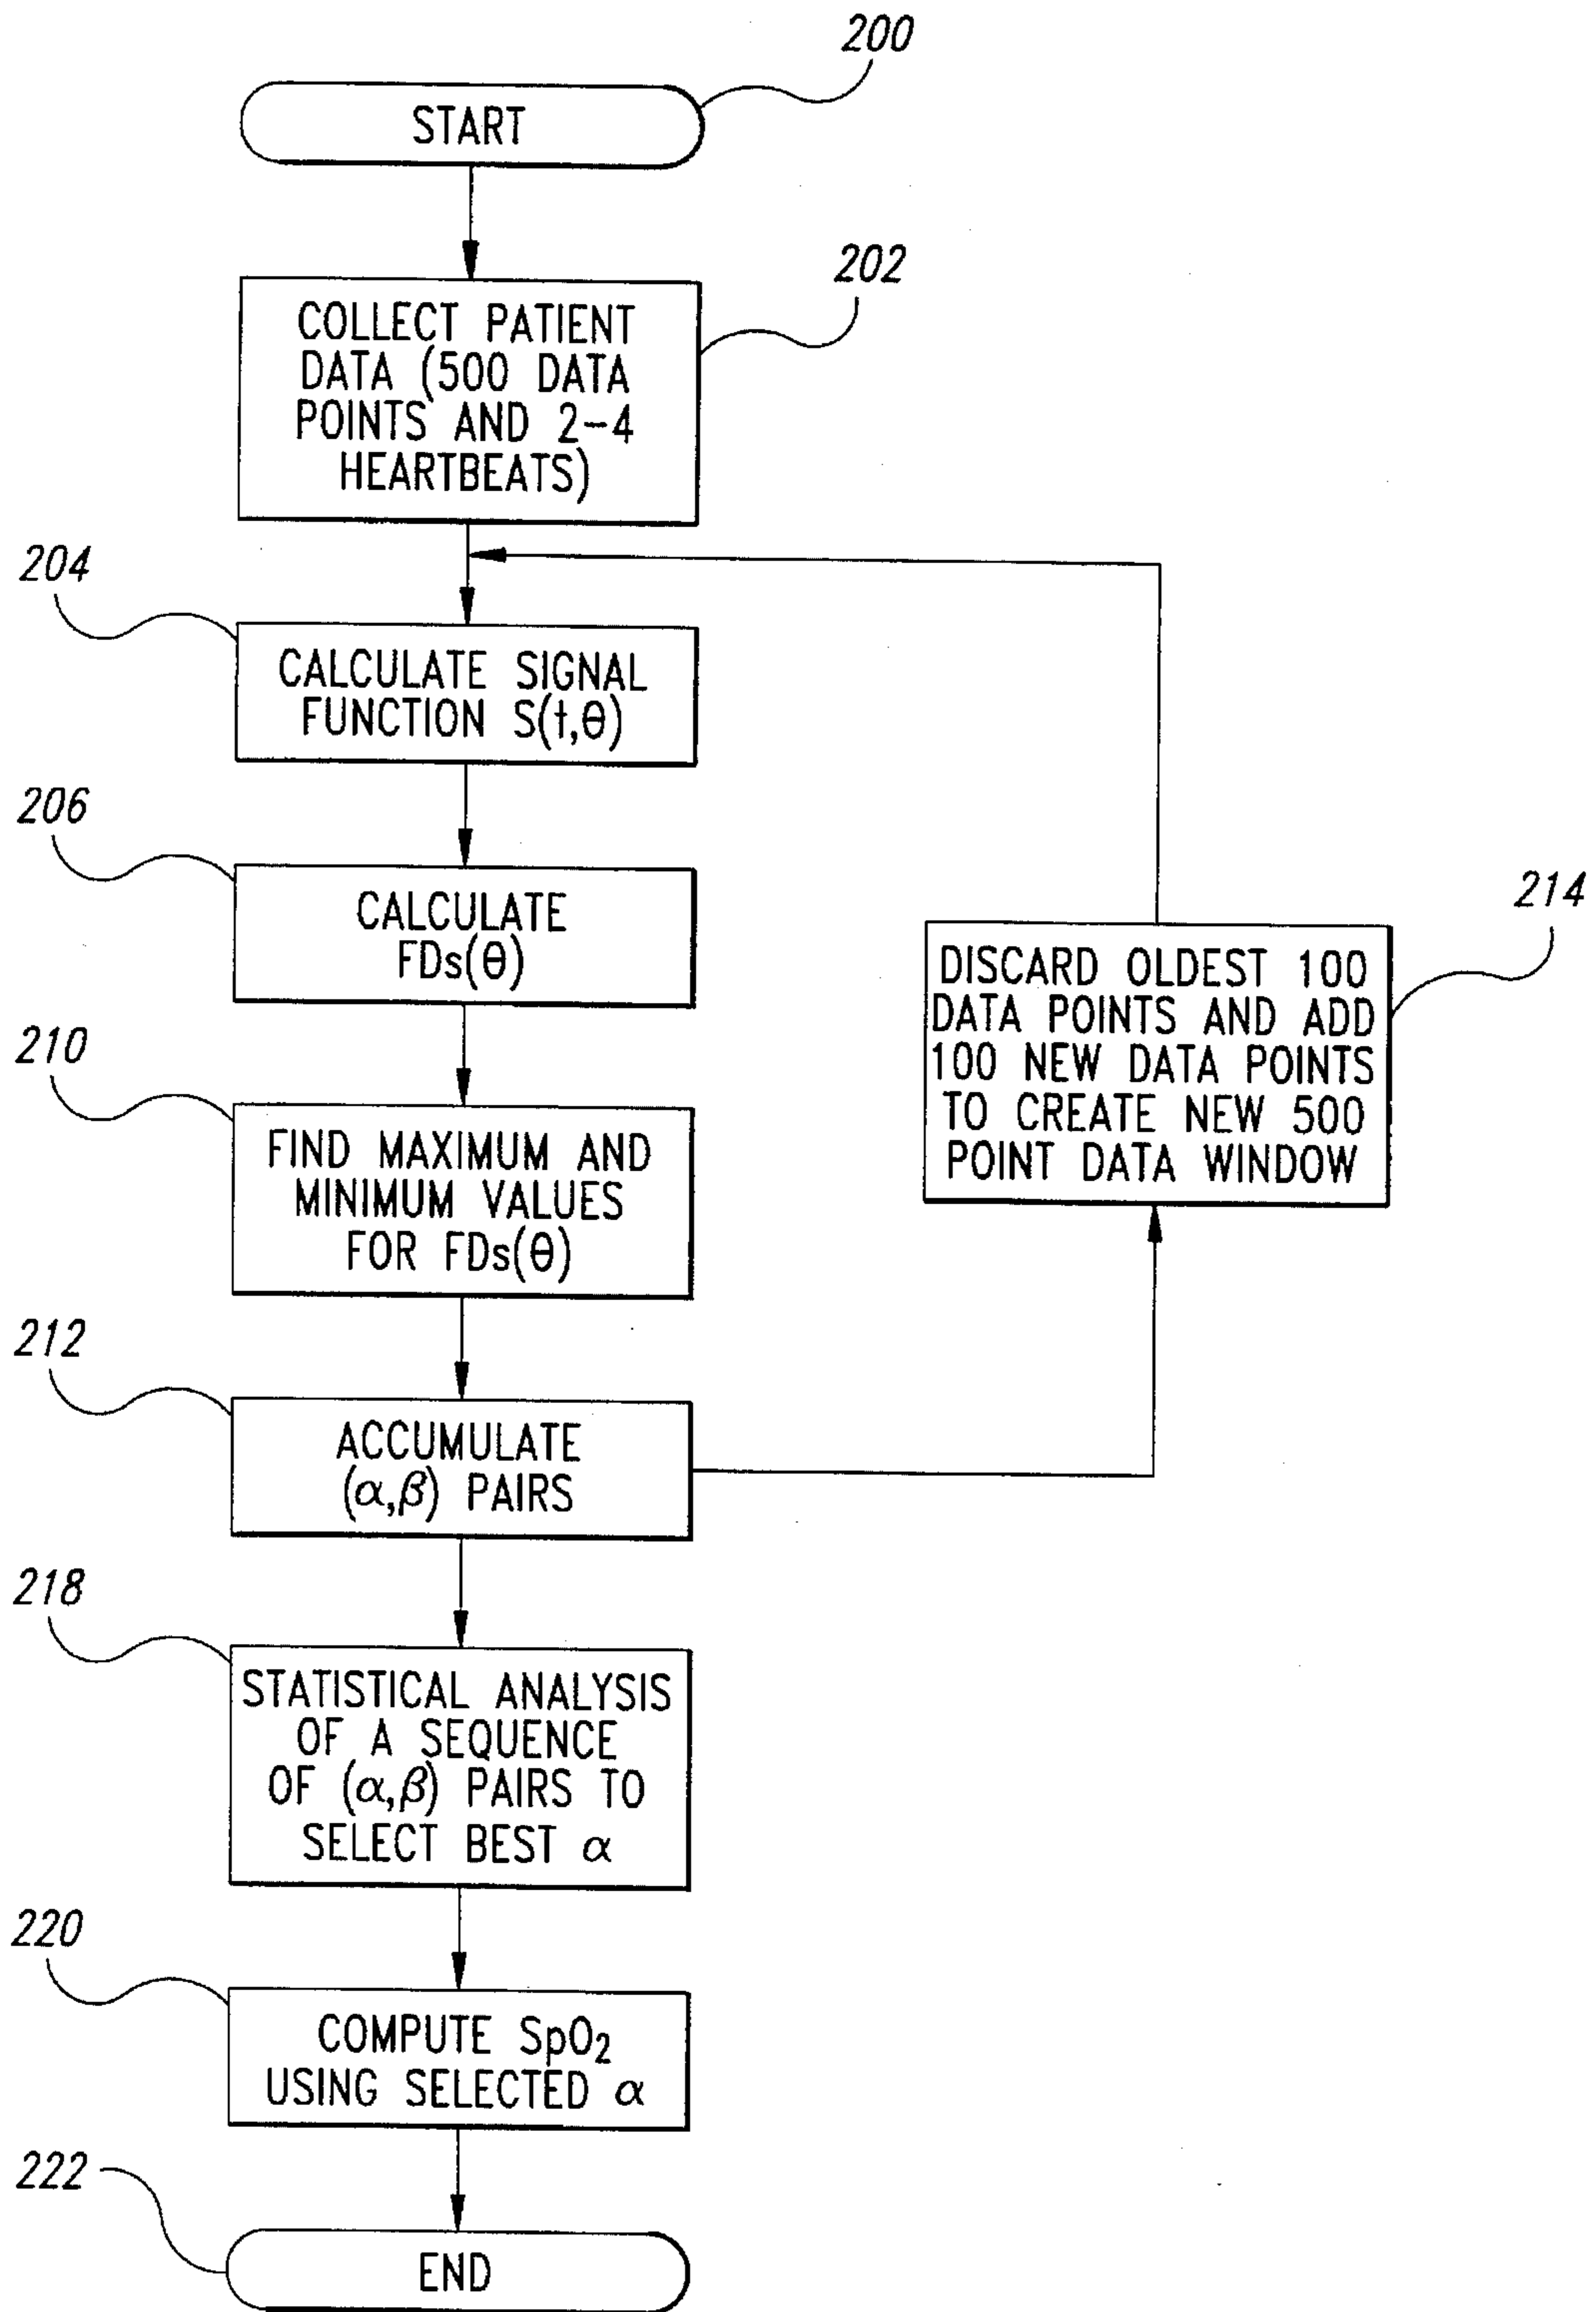 200
START
202
COLLECT PATIENT
DATA (500 DATA
POINTS AND 2-4
HEARTBEATS)
204
CALCULATE SIGNAL
FUNCTION S(t,θ)
206
CALCULATE
FDs(θ)
214
DISCARD OLDEST 100
DATA POINTS AND ADD
100 NEW DATA POINTS
TO CREATE NEW 500
POINT DATA WINDOW
210
FIND MAXIMUM AND
MINIMUM VALUES
FOR FDs(θ)
212
ACCUMULATE
(α,β) PAIRS
218
STATISTICAL ANALYSIS
OF A SEQUENCE
OF (α,β) PAIRS TO
SELECT BEST α
220
COMPUTE SpO₂
USING SELECTED α
222
END